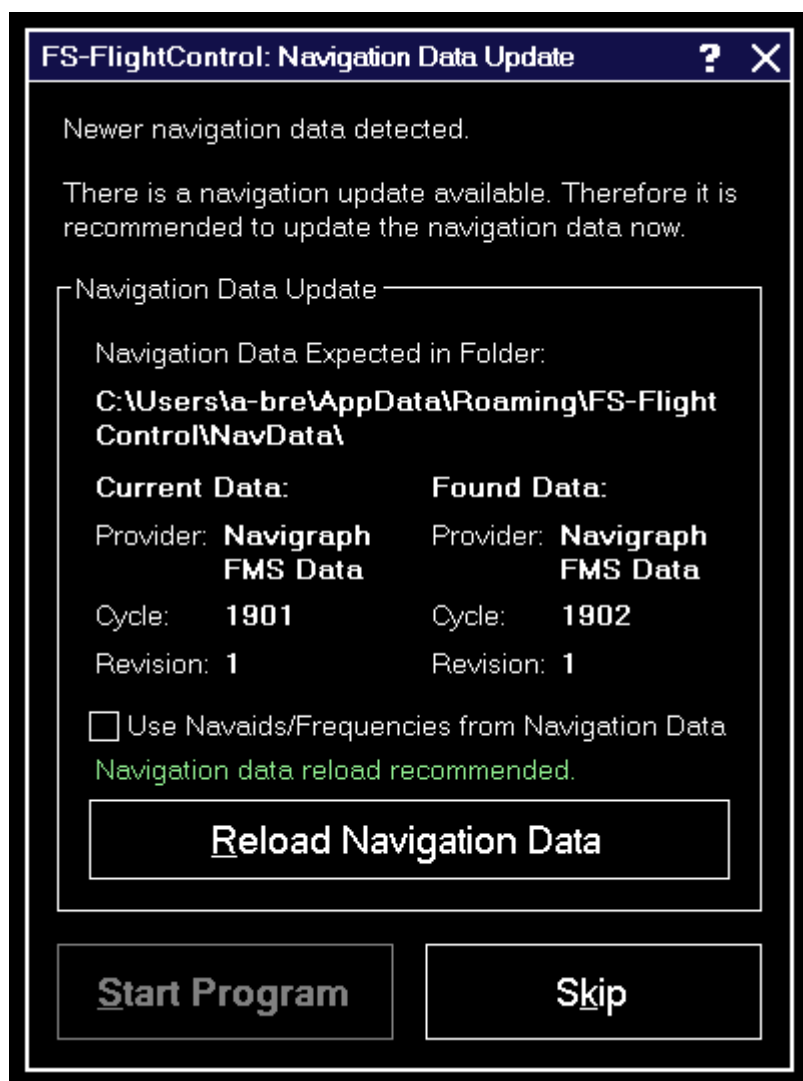 FS-FlightControl: Navigation Data Update ? X
Newer navigation data detected.
There is a navigation update available. Therefore it is
recommended to update the navigation data now.
Navigation Data Update
Navigation Data Expected in Folder:
C:\Users\a-bre\AppData\Roaming\FS-Flight
Control\NavData\
Current Data: Found Data:
Provider: Navigraph Provider: Navigraph
FMS Data FMS Data
Cycle: 1901 Cycle: 1902
Revision: 1 Revision: 1
Use Navaids/Frequencies from Navigation Data
Navigation data reload recommended.
Reload Navigation Data
Start Program Skip